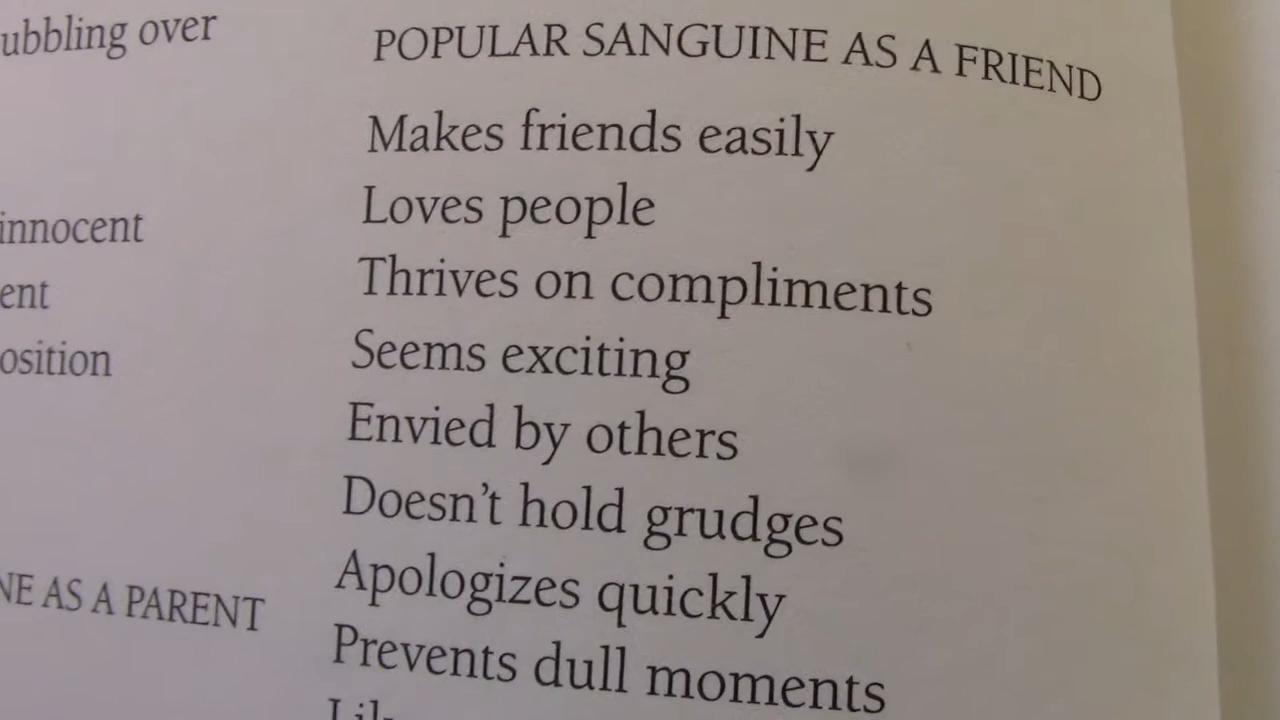 ubbling over
innocent
ent
osition
NE AS A PARENT
POPULAR SANGUINE AS A FRIEND
Makes friends easily
Loves people
Thrives on compliments
Seems exciting
Envied by others
Doesn't hold grudges
Apologizes quickly
Prevents dull moments